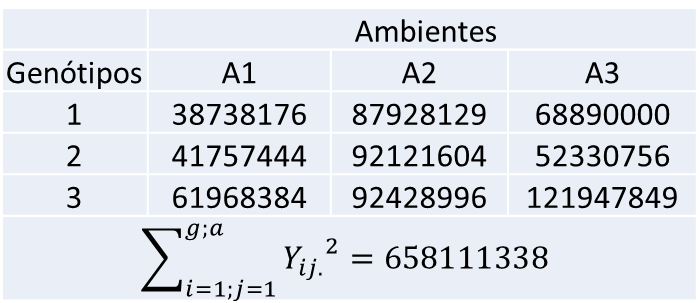 Ambientes
Genótipos A1 A2 A3
1 38738176 87928129 68890000
2 41757444 92121604 52330756
3 61968384 92428996 121947849
∑_{i=1;j=1}^{g;a} Y_{ij.}² = 658111338